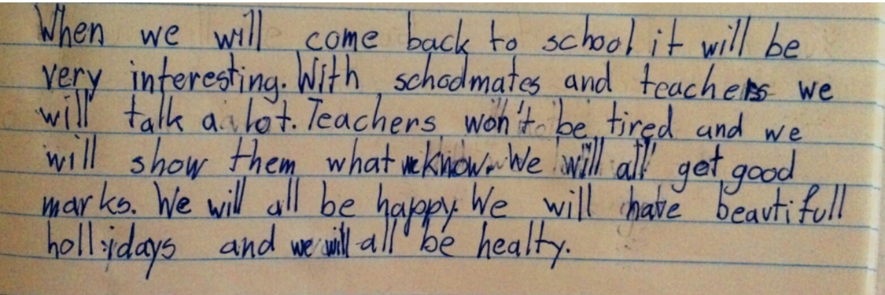 When we will come back to school it will be
very interesting. With schoolmates and teachers we
will talk a lot. Teachers won't be tired and we
will show them what we know. We will all get good
marks. We will all be happy. We will have beautifull
hollidays and we will all be healty.